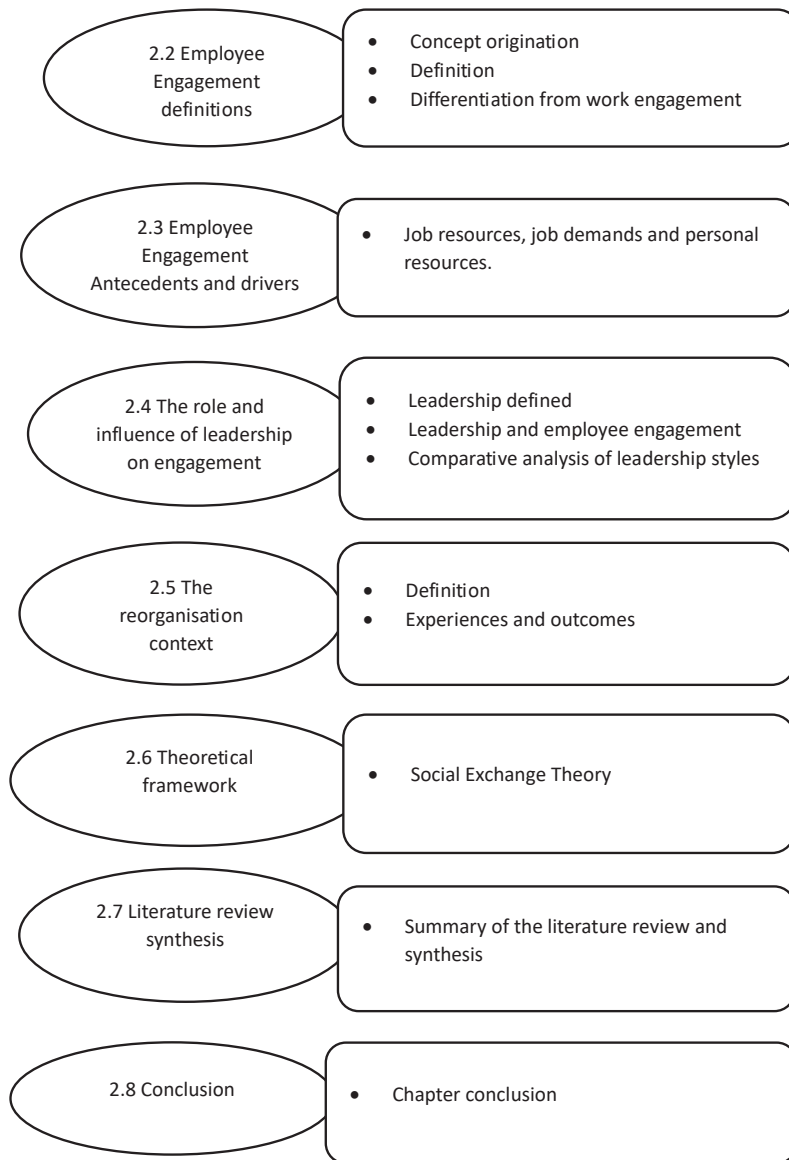 2.2 Employee
Engagement
definitions
• Concept origination
• Definition
• Differentiation from work engagement
2.3 Employee
Engagement
Antecedents and drivers
• Job resources, job demands and personal
resources.
2.4 The role and
influence of leadership
on engagement
• Leadership defined
• Leadership and employee engagement
• Comparative analysis of leadership styles
2.5 The
reorganisation
context
• Definition
• Experiences and outcomes
2.6 Theoretical
framework
• Social Exchange Theory
2.7 Literature review
synthesis
• Summary of the literature review and
synthesis
2.8 Conclusion
• Chapter conclusion